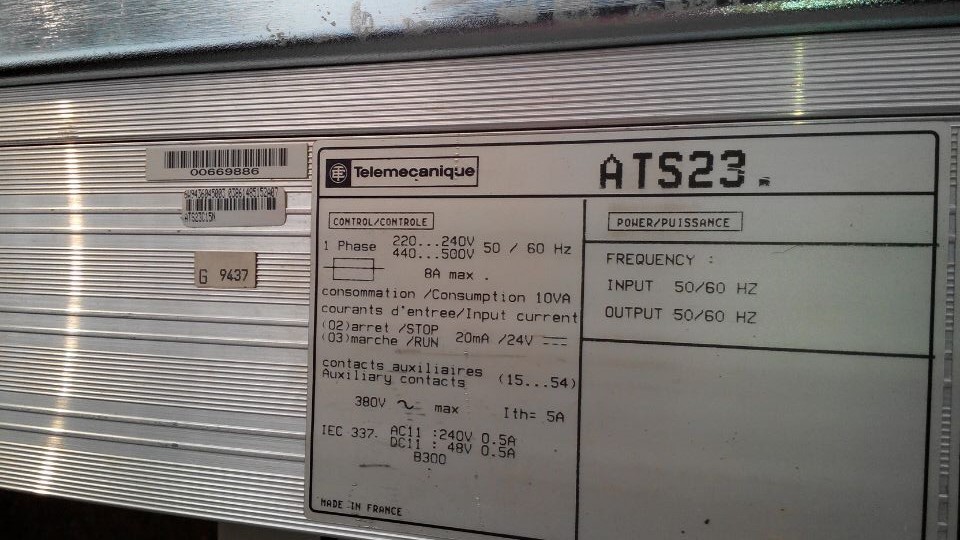 00669886
ATS23C15N
G 9437
Telemecanique
ATS23.
CONTROL/CONTROLE
1 Phase 220...240V 50 / 60 Hz
440...500V
8A max .
consommation /Consumption 10VA
courants d'entree/Input current
(02)arret /STOP
(03)marche /RUN 20mA /24V
contacts auxiliaires
Auxiliary contacts (15...54)
380V ~ max Ith= 5A
IEC 337. AC11 :240V 0.5A
DC11 : 48V 0.5A
B300
MADE IN FRANCE
POWER/PUISSANCE
FREQUENCY :
INPUT 50/60 HZ
OUTPUT 50/60 HZ